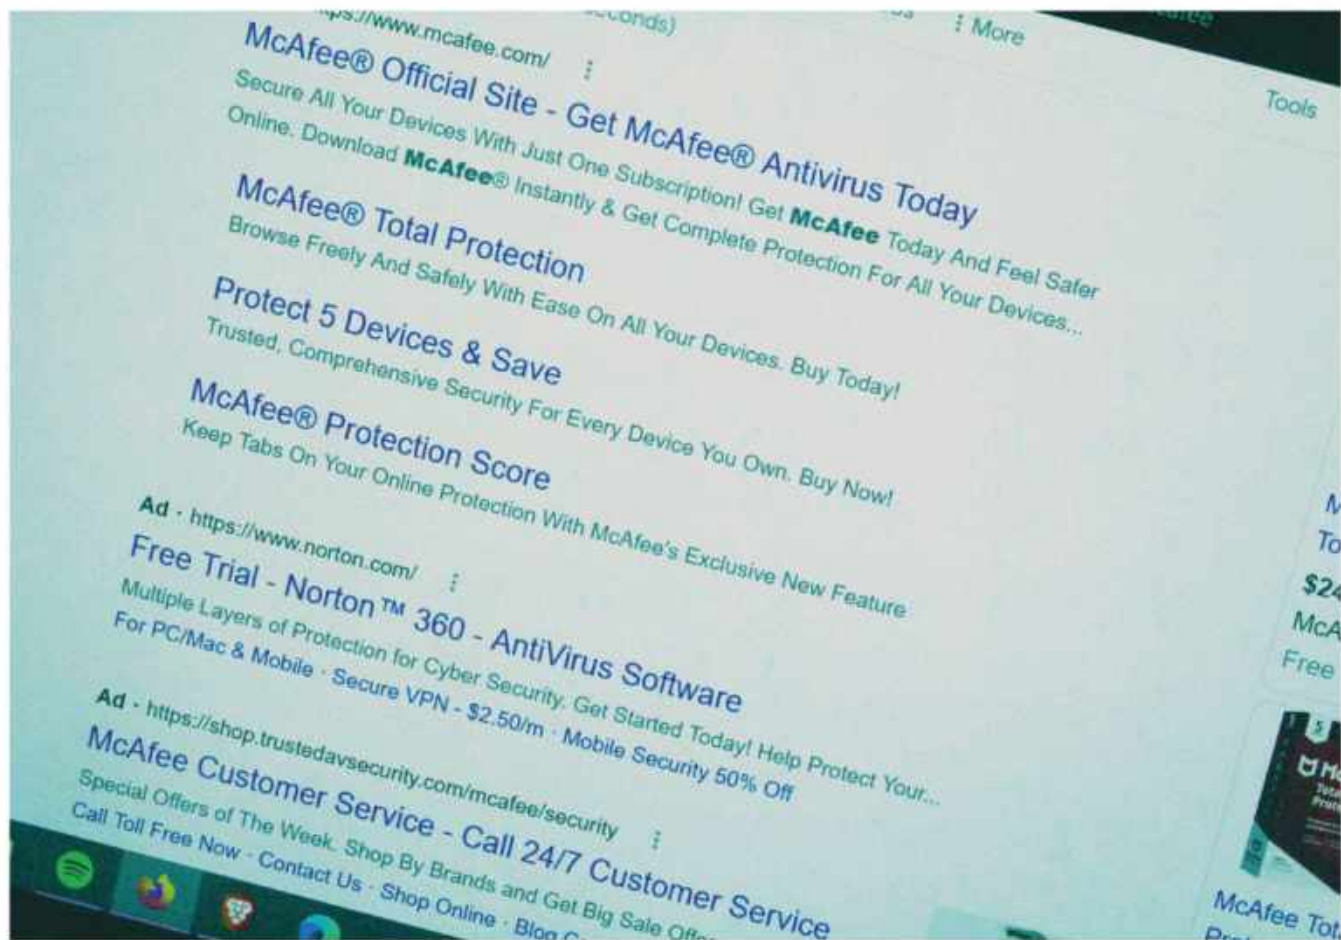 https://www.mcafee.com/
seconds)
More
Tools
McAfee® Official Site - Get McAfee® Antivirus Today
Secure All Your Devices With Just One Subscription! Get McAfee Today And Feel Safer
Online. Download McAfee® Instantly & Get Complete Protection For All Your Devices...
McAfee® Total Protection
Browse Freely And Safely With Ease On All Your Devices. Buy Today!
Protect 5 Devices & Save
Trusted, Comprehensive Security For Every Device You Own. Buy Now!
McAfee® Protection Score
Keep Tabs On Your Online Protection With McAfee's Exclusive New Feature
Ad · https://www.norton.com/
Free Trial - Norton™ 360 - AntiVirus Software
Multiple Layers of Protection for Cyber Security. Get Started Today! Help Protect Your...
For PC/Mac & Mobile · Secure VPN - $2.50/m · Mobile Security 50% Off
Ad · https://shop.trustedavsecurity.com/mcafee/security
McAfee Customer Service - Call 24/7 Customer Service
Special Offers of The Week. Shop By Brands and Get Big Sale
Call Toll Free Now · Contact Us · Shop Online · Blog
$24
McA
Free
5
McAfee